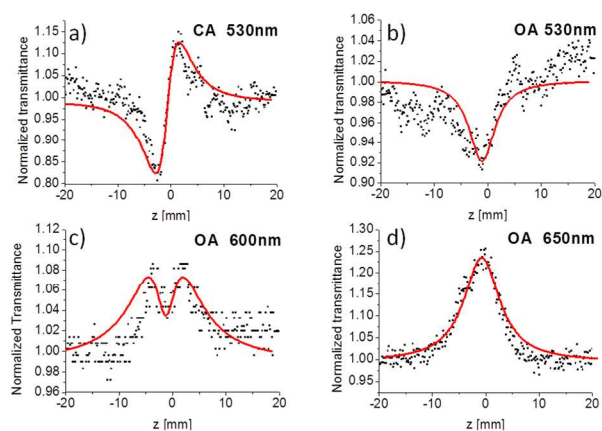 a)
CA 530nm
Normalized transmittance
1.15
1.10
1.05
1.00
0.95
0.90
0.85
0.80
-20 -10 0 10 20
z [mm]
b)
OA 530nm
Normalized transmittance
1.06
1.04
1.02
1.00
0.98
0.96
0.94
0.92
0.90
-20 -10 0 10 20
z [mm]
c)
OA 600nm
Normalized Transmittance
1.12
1.10
1.08
1.06
1.04
1.02
1.00
0.98
0.96
-20 -10 0 10 20
z [mm]
d)
OA 650nm
Normalized transmittance
1.30
1.25
1.20
1.15
1.10
1.05
1.00
0.95
-20 -10 0 10 20
z [mm]